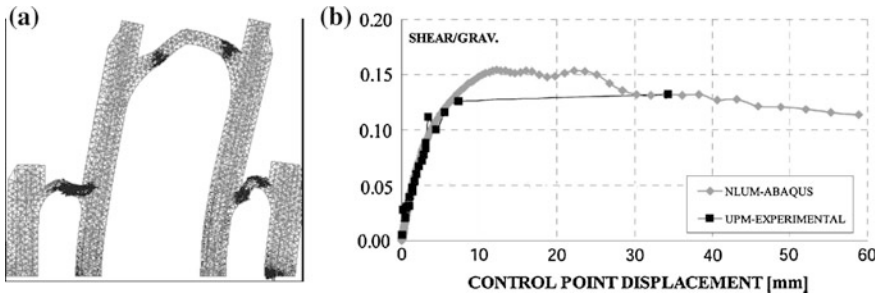 (a)
(b)
SHEAR/GRAV.
0.20
0.15
0.10
0.05
0.00
NLUM-ABAQUS
UPM-EXPERIMENTAL
0 10 20 30 40 50 60
CONTROL POINT DISPLACEMENT [mm]